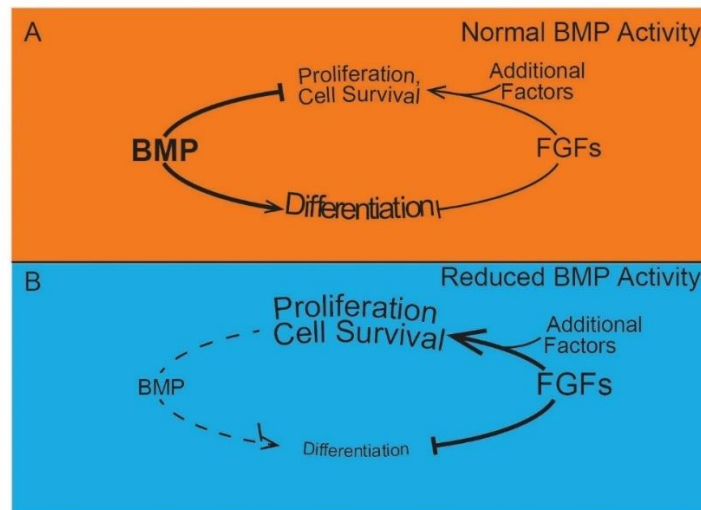 A
Normal BMP Activity
Proliferation,
Cell Survival
Additional
Factors
BMP
FGFs
Differentiation
B
Reduced BMP Activity
Proliferation
Cell Survival
Additional
Factors
BMP
FGFs
Differentiation